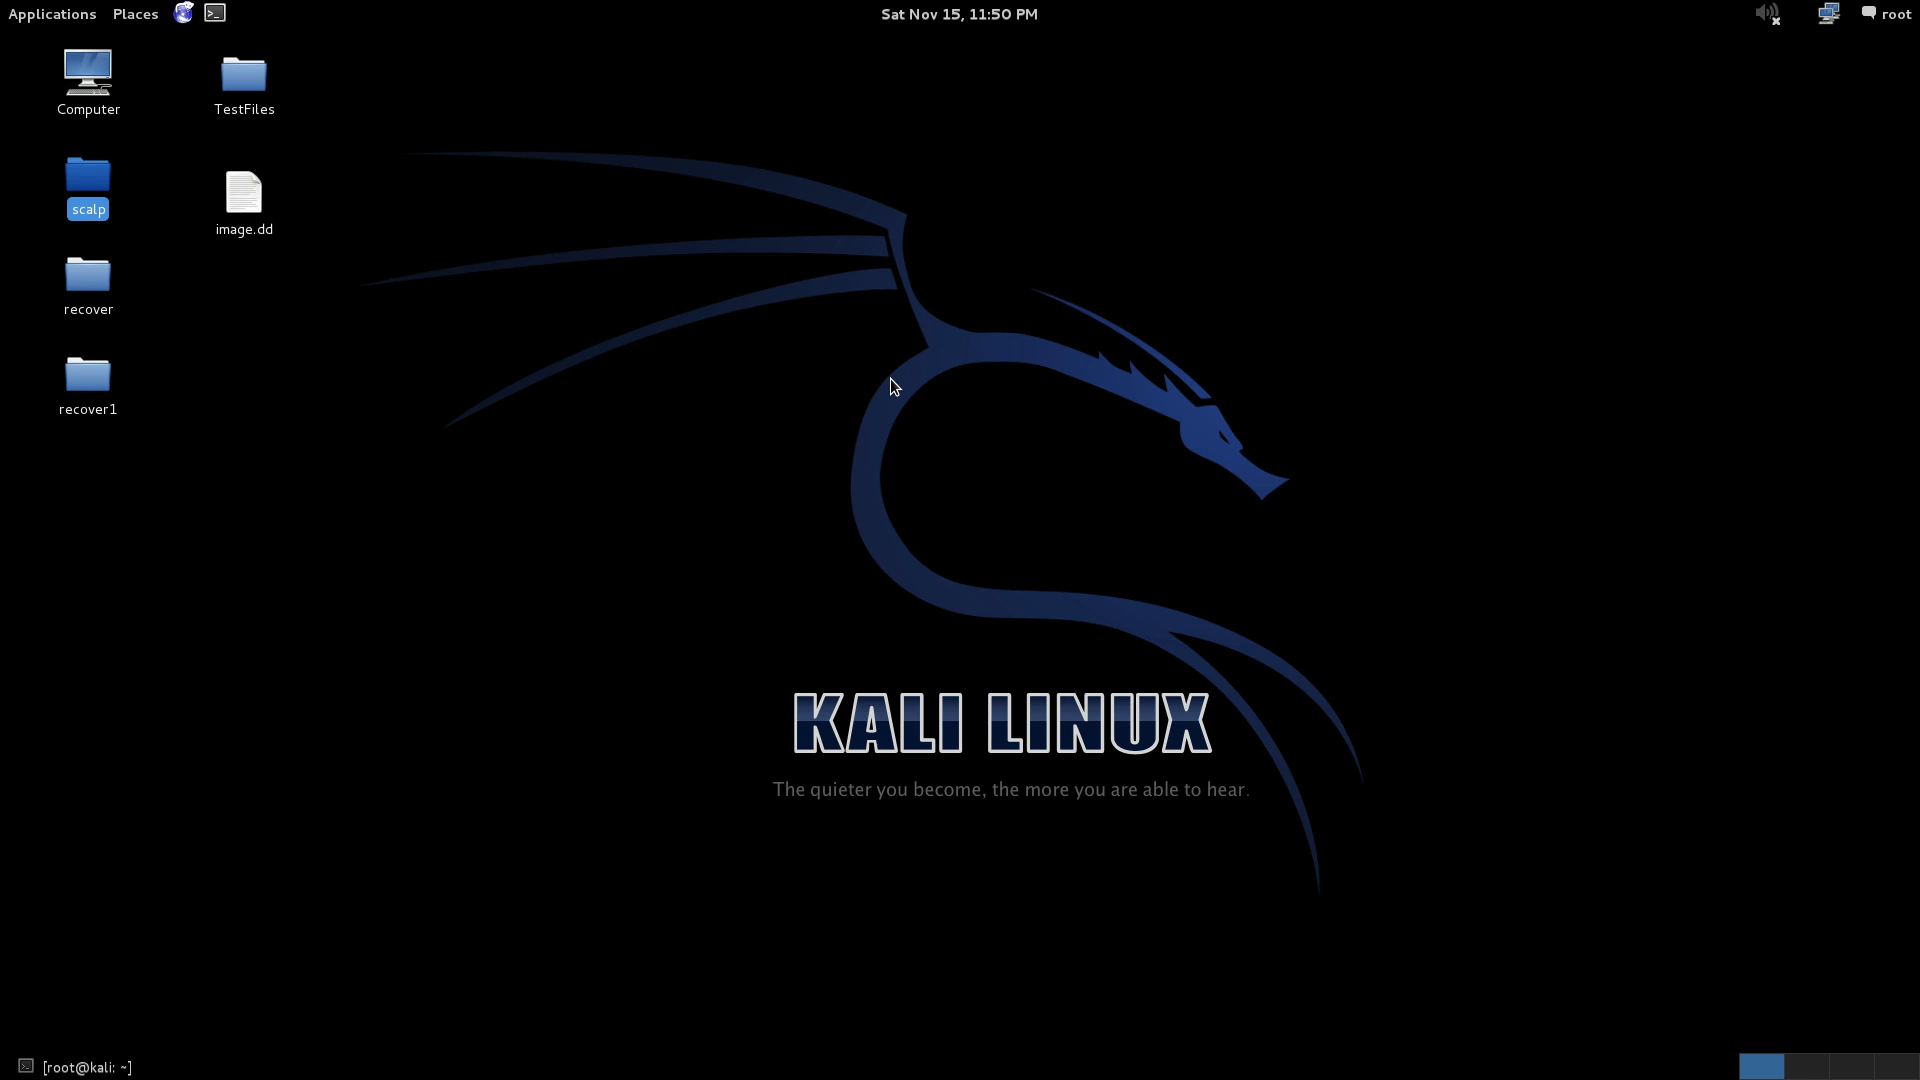 Applications Places Sat Nov 15, 11:50 PM root
Computer TestFiles
scalp
image.dd
recover
recover1
KALI LINUX
The quieter you become, the more you are able to hear.
[root@kali: ~]